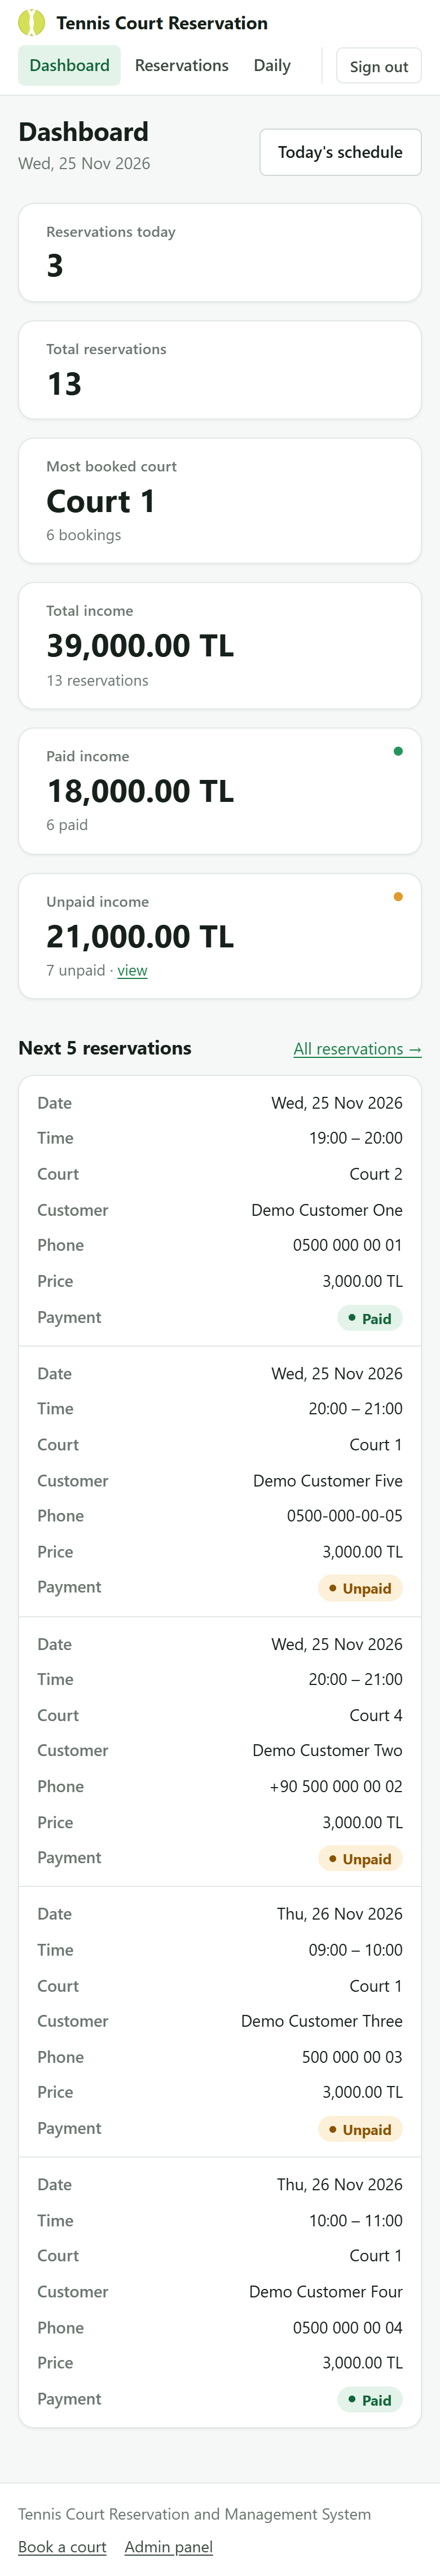 Tennis Court Reservation
Dashboard Reservations Daily Sign out
Dashboard
Wed, 25 Nov 2026
Today's schedule
Reservations today
3
Total reservations
13
Most booked court
Court 1
6 bookings
Total income
39,000.00 TL
13 reservations
Paid income
18,000.00 TL
6 paid
Unpaid income
21,000.00 TL
7 unpaid · view
Next 5 reservations All reservations →
Date Wed, 25 Nov 2026
Time 19:00 – 20:00
Court Court 2
Customer Demo Customer One
Phone 0500 000 00 01
Price 3,000.00 TL
Payment Paid
Date Wed, 25 Nov 2026
Time 20:00 – 21:00
Court Court 1
Customer Demo Customer Five
Phone 0500-000-00-05
Price 3,000.00 TL
Payment Unpaid
Date Wed, 25 Nov 2026
Time 20:00 – 21:00
Court Court 4
Customer Demo Customer Two
Phone +90 500 000 00 02
Price 3,000.00 TL
Payment Unpaid
Date Thu, 26 Nov 2026
Time 09:00 – 10:00
Court Court 1
Customer Demo Customer Three
Phone 500 000 00 03
Price 3,000.00 TL
Payment Unpaid
Date Thu, 26 Nov 2026
Time 10:00 – 11:00
Court Court 1
Customer Demo Customer Four
Phone 0500 000 00 04
Price 3,000.00 TL
Payment Paid
Tennis Court Reservation and Management System
Book a court Admin panel